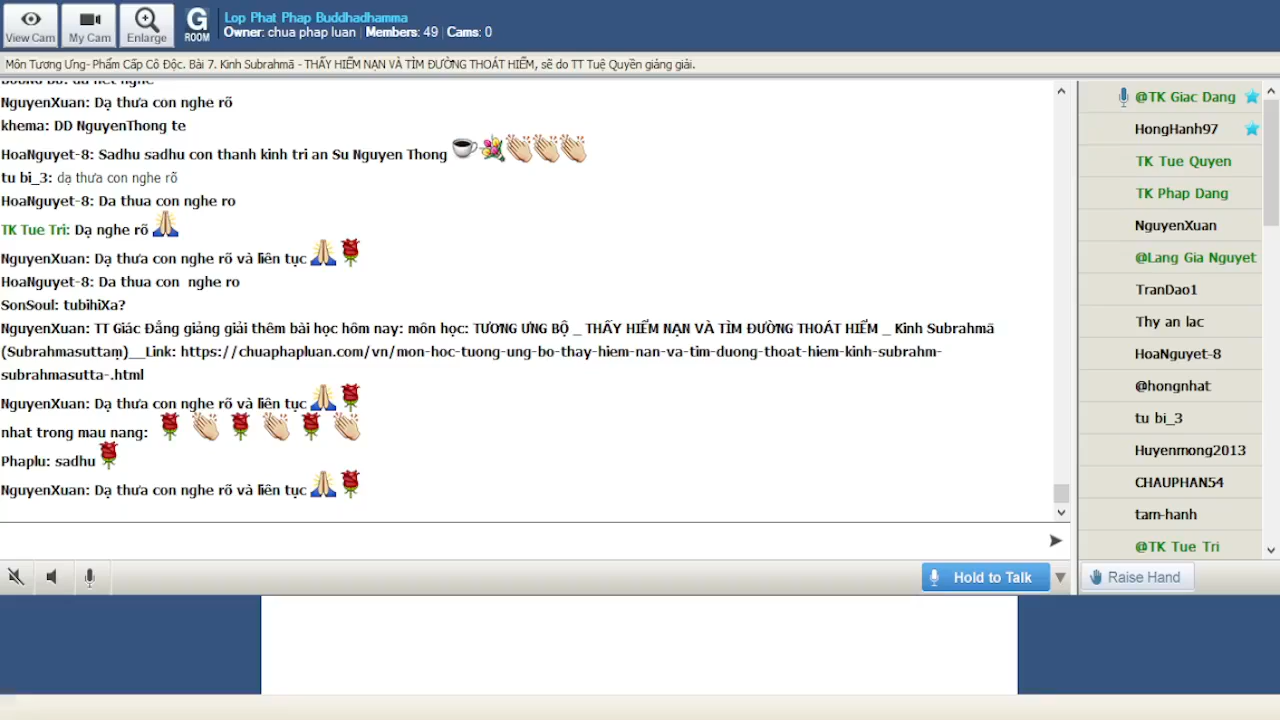 View Cam
My Cam
Enlarge
G
ROOM
Lop Phat Phap Buddhadhamma
Owner: chua phap luan | Members: 49 | Cams: 0
Môn Tương Ưng- Phẩm Cấp Cô Độc. Bài 7. Kinh Subrahmā - THẤY HIỂM NẠN VÀ TÌM ĐƯỜNG THOÁT HIỂM, sẽ do TT Tuệ Quyền giảng giải.
NguyenXuan: Dạ thưa con nghe rõ
khema: DD NguyenThong te
HoaNguyet-8: Sadhu sadhu con thanh kinh tri an Su Nguyen Thong
tu bi_3: dạ thưa con nghe rõ
HoaNguyet-8: Da thua con nghe ro
TK Tue Tri: Dạ nghe rõ
NguyenXuan: Dạ thưa con nghe rõ và liên tục
HoaNguyet-8: Da thua con  nghe ro
SonSoul: tubihiXa?
NguyenXuan: TT Giác Đẳng giảng giải thêm bài học hôm nay: môn học: TƯƠNG ƯNG BỘ _ THẤY HIỂM NẠN VÀ TÌM ĐƯỜNG THOÁT HIỂM _ Kinh Subrahmā
(Subrahmasuttaṃ)__Link: https://chuaphapluan.com/vn/mon-hoc-tuong-ung-bo-thay-hiem-nan-va-tim-duong-thoat-hiem-kinh-subrahm-
subrahmasutta-.html
NguyenXuan: Dạ thưa con nghe rõ và liên tục
nhat trong mau nang:
Phaplu: sadhu
NguyenXuan: Dạ thưa con nghe rõ và liên tục
@TK Giac Dang
HongHanh97
TK Tue Quyen
TK Phap Dang
NguyenXuan
@Lang Gia Nguyet
TranDao1
Thy an lac
HoaNguyet-8
@hongnhat
tu bi_3
Huyenmong2013
CHAUPHAN54
tam-hanh
@TK Tue Tri
Hold to Talk
Raise Hand